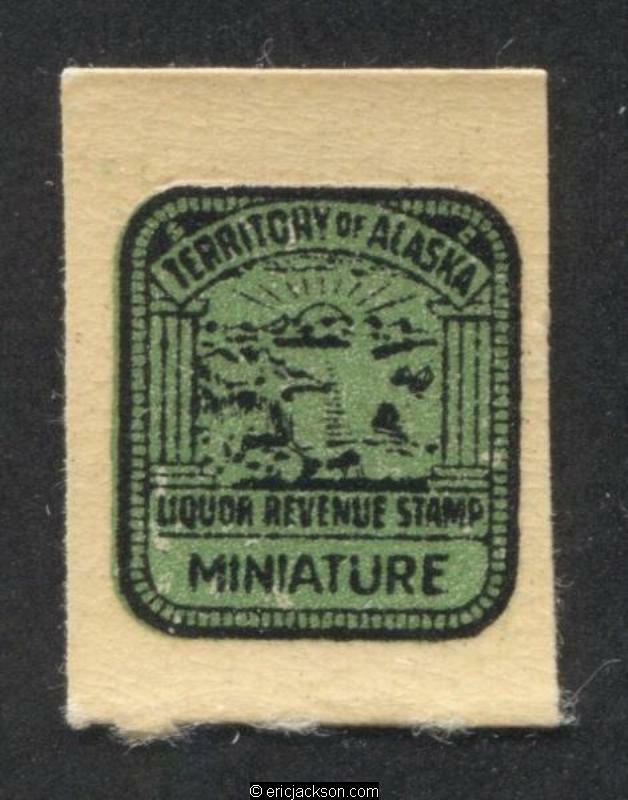 TERRITORY OF ALASKA
LIQUOR REVENUE STAMP
MINIATURE
© ericjackson.com